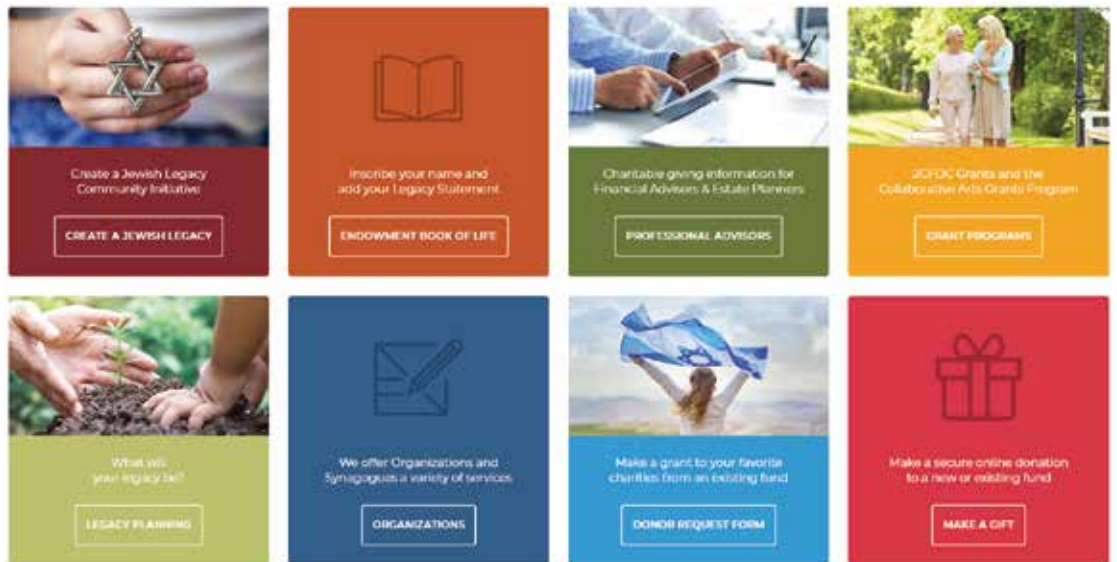 Create a Jewish Legacy
Community Initiative
CREATE A JEWISH LEGACY
Inscribe your name and
add your Legacy Statement
ENDOWMENT BOOK OF LIFE
Charitable giving information for
Financial Advisors & Estate Planners
PROFESSIONAL ADVISORS
JCFDC Grants and the
Collaborative Arts Grants Program
GRANT PROGRAMS
What will
your legacy be?
LEGACY PLANNING
We offer Organizations and
Synagogues a variety of services
ORGANIZATIONS
Make a grant to your favorite
charities from an existing fund
DONOR REQUEST FORM
Make a secure online donation
to a new or existing fund
MAKE A GIFT